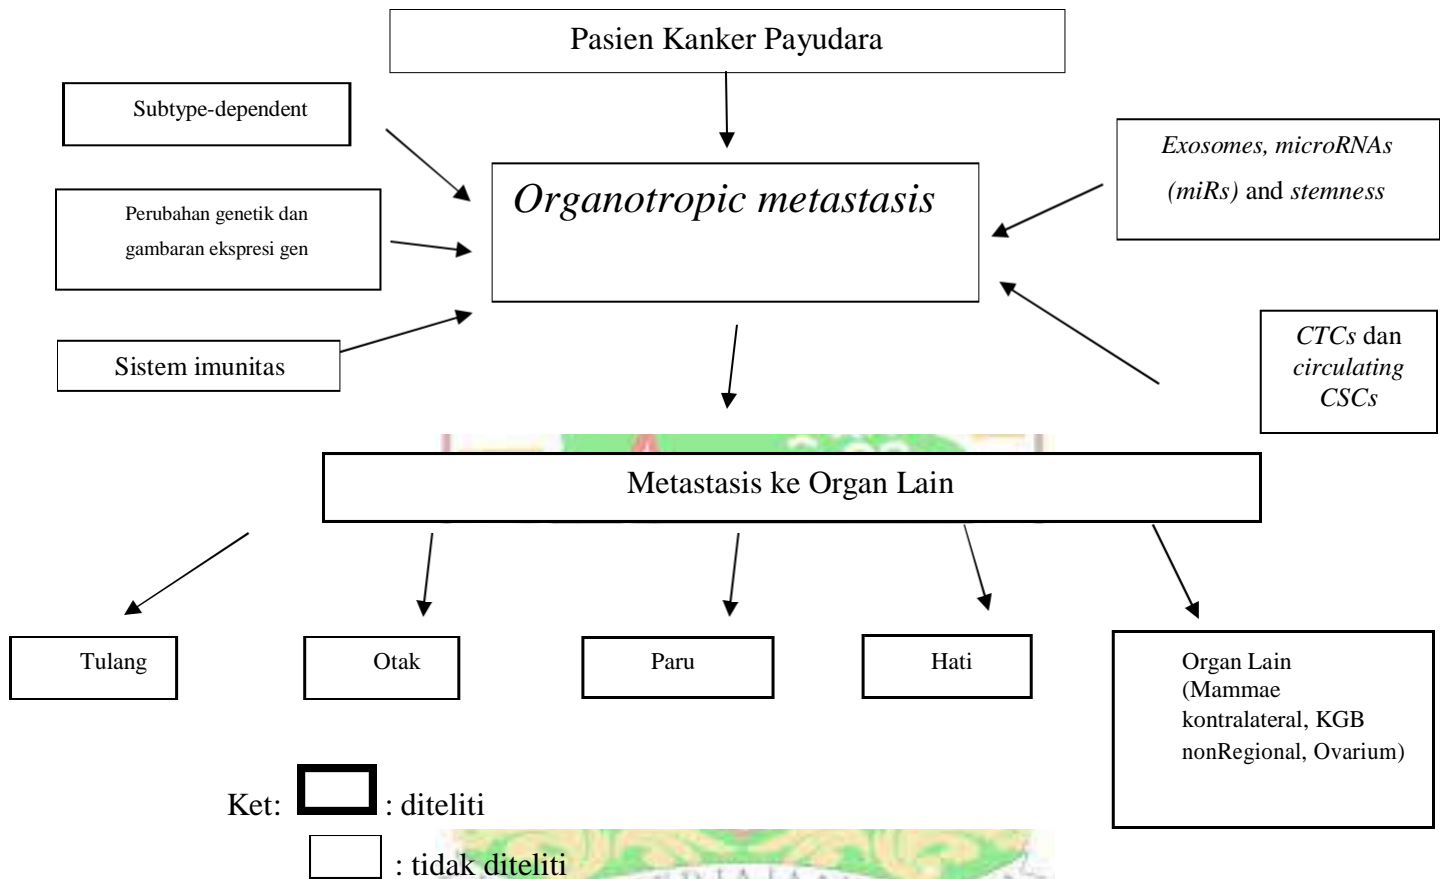 Pasien Kanker Payudara
Subtype-dependent
Exosomes, microRNAs
(miRs) and stemness
Organotropic metastasis
Perubahan genetik dan
gambaran ekspresi gen
Sistem imunitas
CTCs dan
circulating
CSCs
Metastasis ke Organ Lain
Tulang
Otak
Paru
Hati
Organ Lain
(Mammae
kontralateral, KGB
nonRegional, Ovarium)
Ket: : diteliti
: tidak diteliti